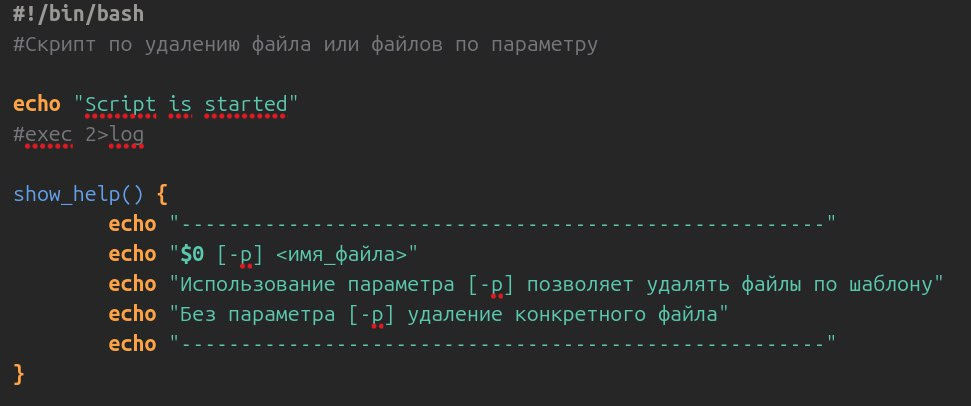 #!/bin/bash
#Скрипт по удалению файла или файлов по параметру
echo "Script is started"
#exec 2>log
show_help() {
echo "------------------------------------------------------"
echo "$0 [-p] <имя_файла>"
echo "Использование параметра [-p] позволяет удалять файлы по шаблону"
echo "Без параметра [-p] удаление конкретного файла"
echo "------------------------------------------------------"
}